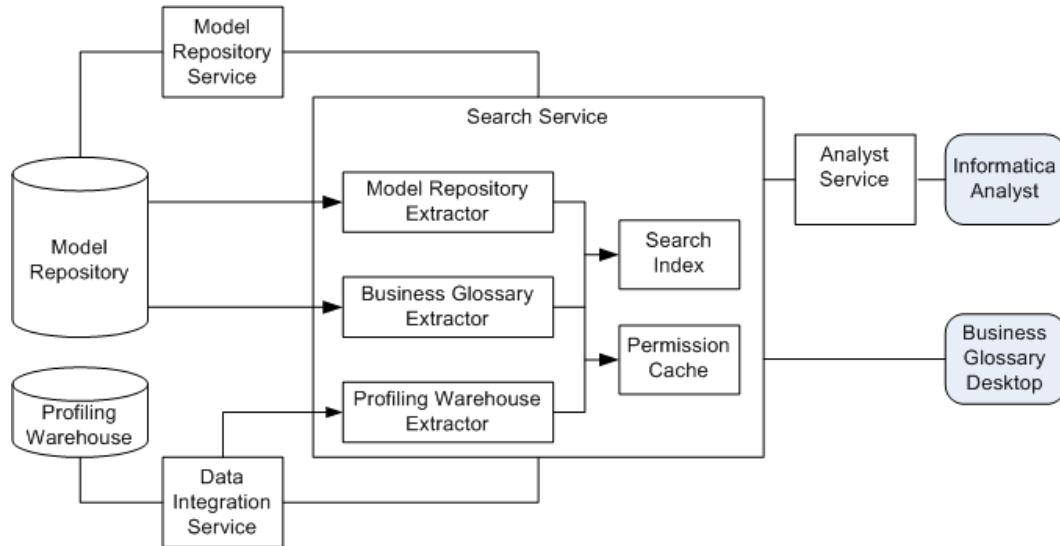 Model
Repository
Service
Search Service
Model
Repository
Model Repository
Extractor
Business Glossary
Extractor
Profiling Warehouse
Extractor
Search
Index
Permission
Cache
Analyst
Service
Informatica
Analyst
Business
Glossary
Desktop
Profiling
Warehouse
Data
Integration
Service